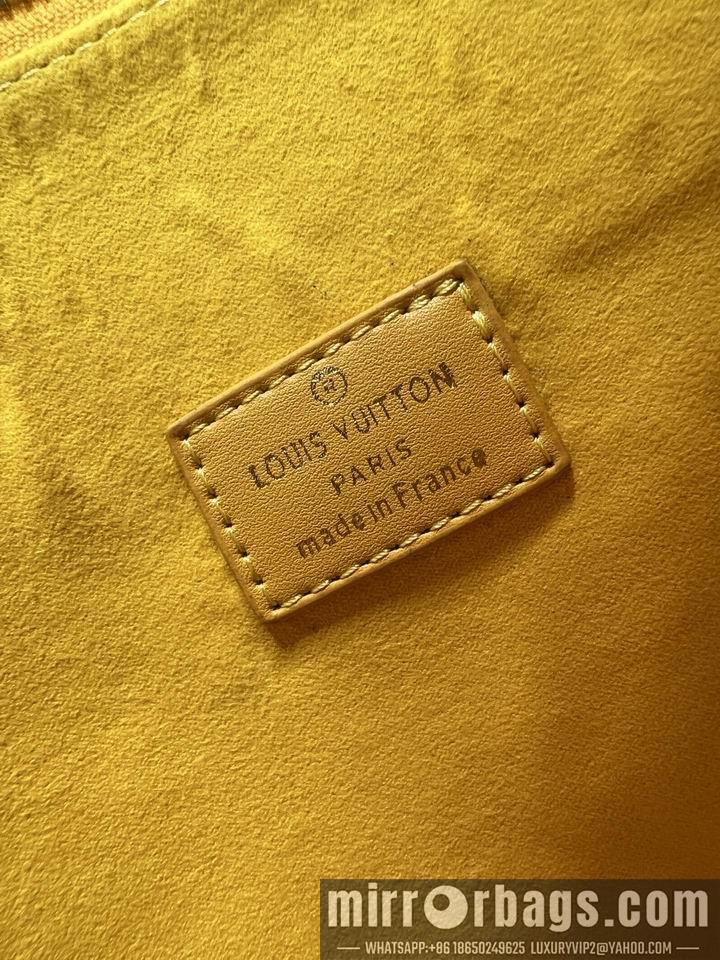 LOUIS VUITTON
PARIS
made in France
mirrorbags.com
WHATSAPP:+86 18650249625 LUXURYVIP2@YAHOO.COM